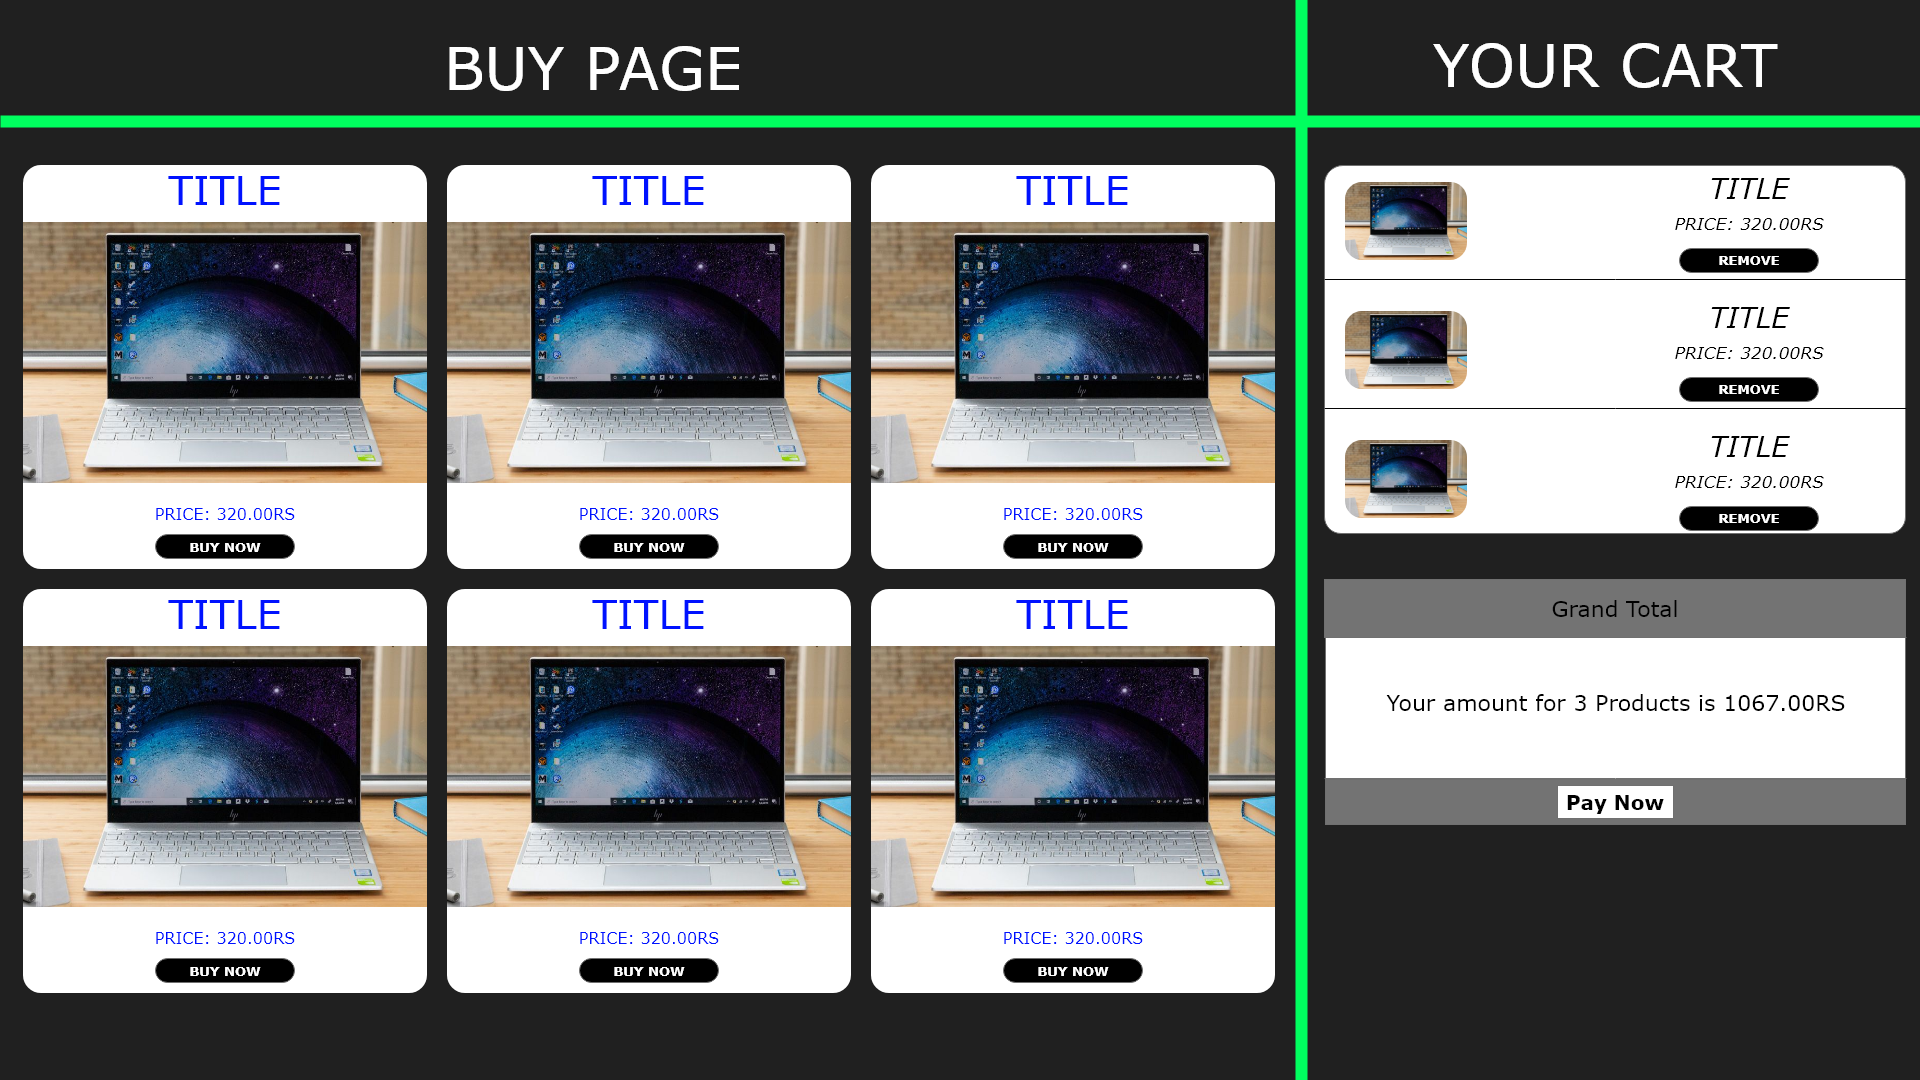 BUY PAGE
TITLE
PRICE: 320.00RS
BUY NOW
TITLE
PRICE: 320.00RS
BUY NOW
TITLE
PRICE: 320.00RS
BUY NOW
TITLE
PRICE: 320.00RS
BUY NOW
TITLE
PRICE: 320.00RS
BUY NOW
TITLE
PRICE: 320.00RS
BUY NOW
YOUR CART
TITLE
PRICE: 320.00RS
REMOVE
TITLE
PRICE: 320.00RS
REMOVE
TITLE
PRICE: 320.00RS
REMOVE
Grand Total
Your amount for 3 Products is 1067.00RS
Pay Now